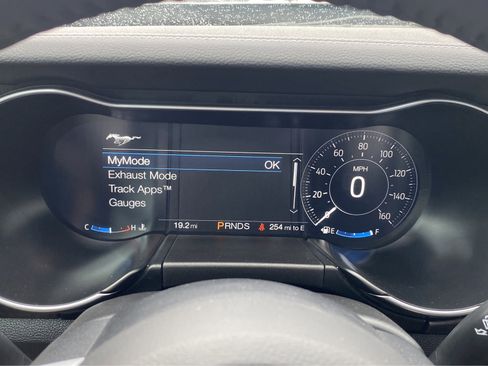 MyMode OK
Exhaust Mode
Track Apps™
Gauges
C H 19.2 mi PRNDS 254 mi to E
0 20 40 60 80 100 120 140 160
MPH
0
E F